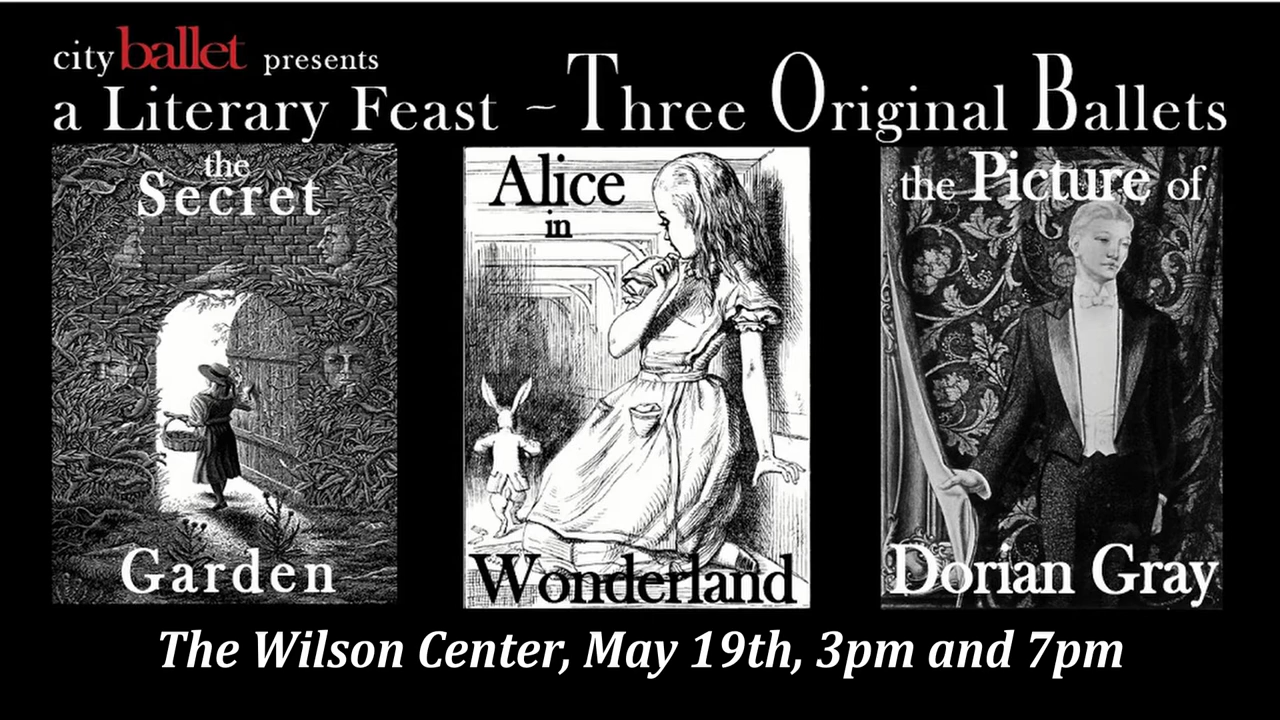 city ballet presents
a Literary Feast ~ Three Original Ballets
the
Secret
Garden
Alice
in
Wonderland
the Picture of
Dorian Gray
The Wilson Center, May 19th, 3pm and 7pm